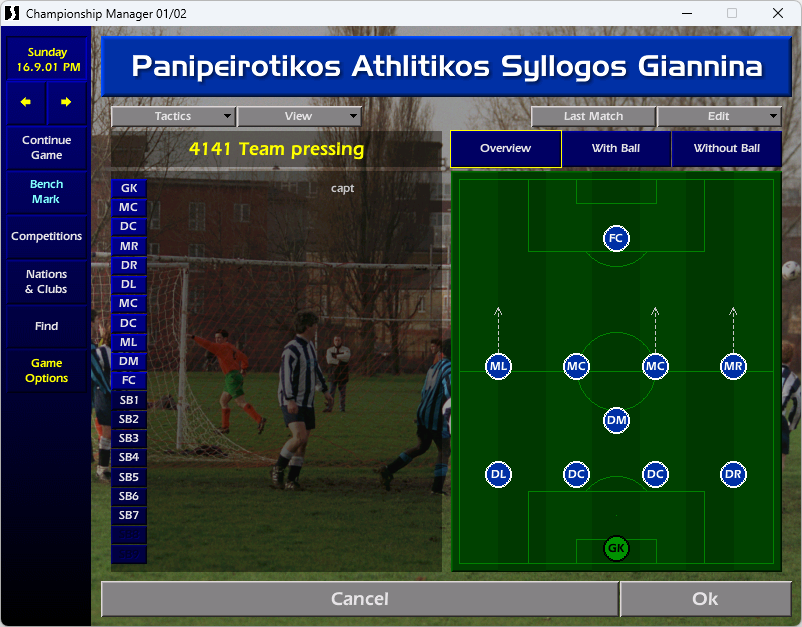 Championship Manager 01/02
Sunday
16.9.01 PM
Continue
Game
Bench
Mark
Competitions
Nations
& Clubs
Find
Game
Options
Panipeirotikos Athlitikos Syllogos Giannina
Tactics
View
Last Match
Edit
4141 Team pressing
Overview
With Ball
Without Ball
GK capt
MC
DC
MR
DR
DL
MC
DC
ML
DM
FC
SB1
SB2
SB3
SB4
SB5
SB6
SB7
FC
ML MC MC MR
DM
DL DC DC DR
GK
Cancel
Ok